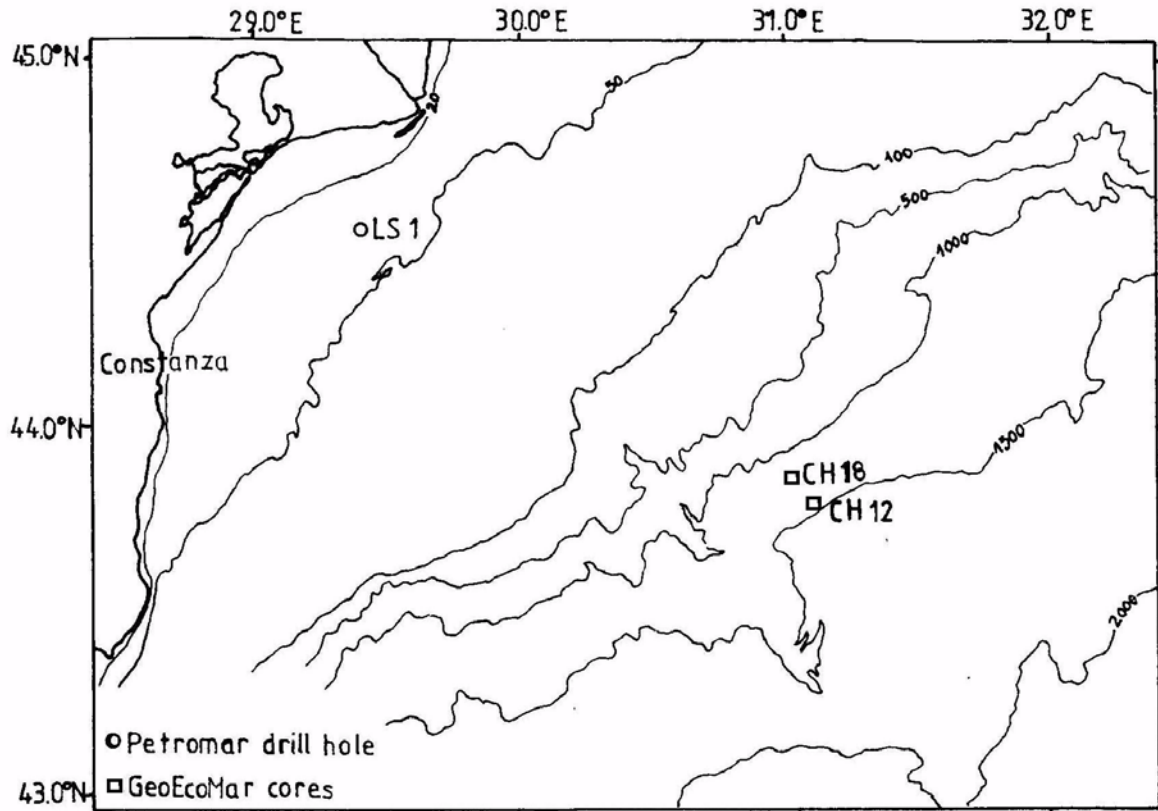 29.0°E 30.0°E 31.0°E 32.0°E
45.0°N
20
50
100
500
1000
LS 1
Constanza
44.0°N
1500
CH 18
CH 12
2000
Petromar drill hole
GeoEcoMar cores
43.0°N